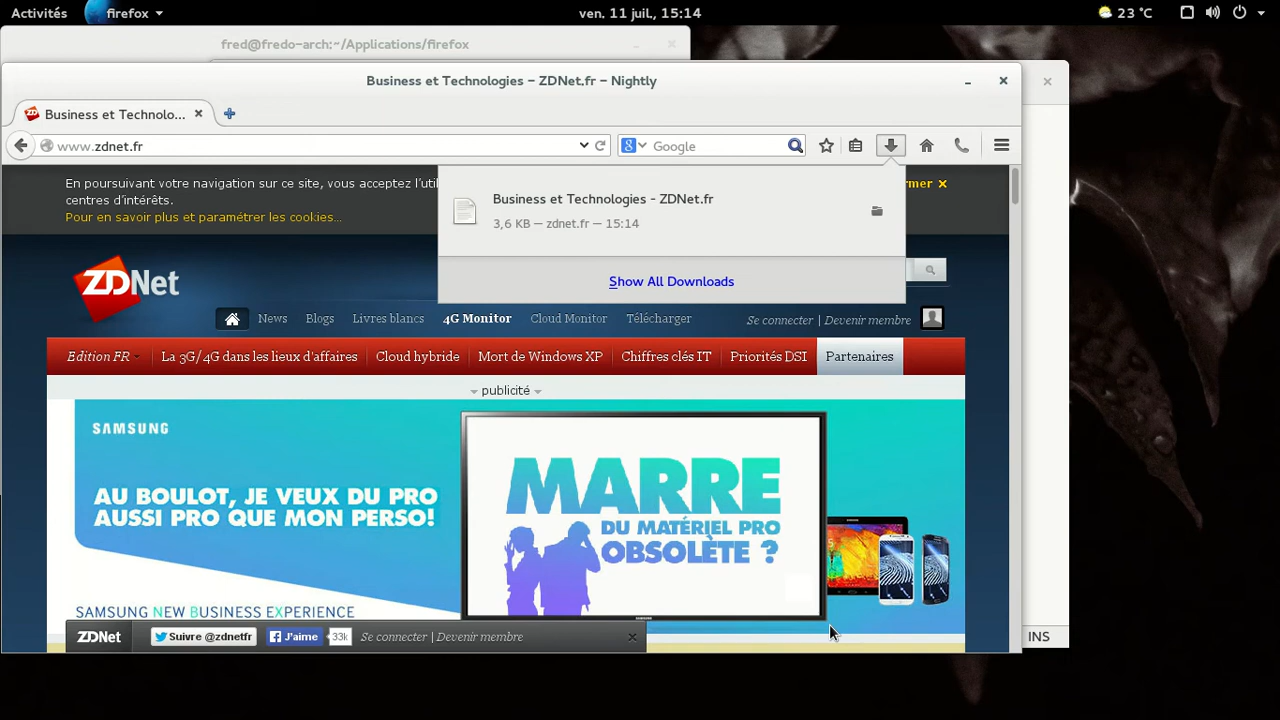 Activités
firefox
ven. 11 juil., 15:14
23 °C
fred@fredo-arch:~/Applications/firefox
Business et Technologies – ZDNet.fr – Nightly
Business et Technolo...
www.zdnet.fr
Google
En poursuivant votre navigation sur ce site, vous acceptez l'util
centres d'intérêts.
Pour en savoir plus et paramétrer les cookies...
rmer X
Business et Technologies - ZDNet.fr
3,6 KB — zdnet.fr — 15:14
Show All Downloads
ZDNet
News
Blogs
Livres blancs
4G Monitor
Cloud Monitor
Télécharger
Se connecter | Devenir membre
Edition FR
La 3G/4G dans les lieux d'affaires
Cloud hybride
Mort de Windows XP
Chiffres clés IT
Priorités DSI
Partenaires
publicité
SAMSUNG
AU BOULOT, JE VEUX DU PRO
AUSSI PRO QUE MON PERSO!
MARRE
DU MATÉRIEL PRO
OBSOLÈTE ?
SAMSUNG NEW BUSINESS EXPERIENCE
ZDNet
Suivre @zdnetfr
J'aime
33k
Se connecter | Devenir membre
INS